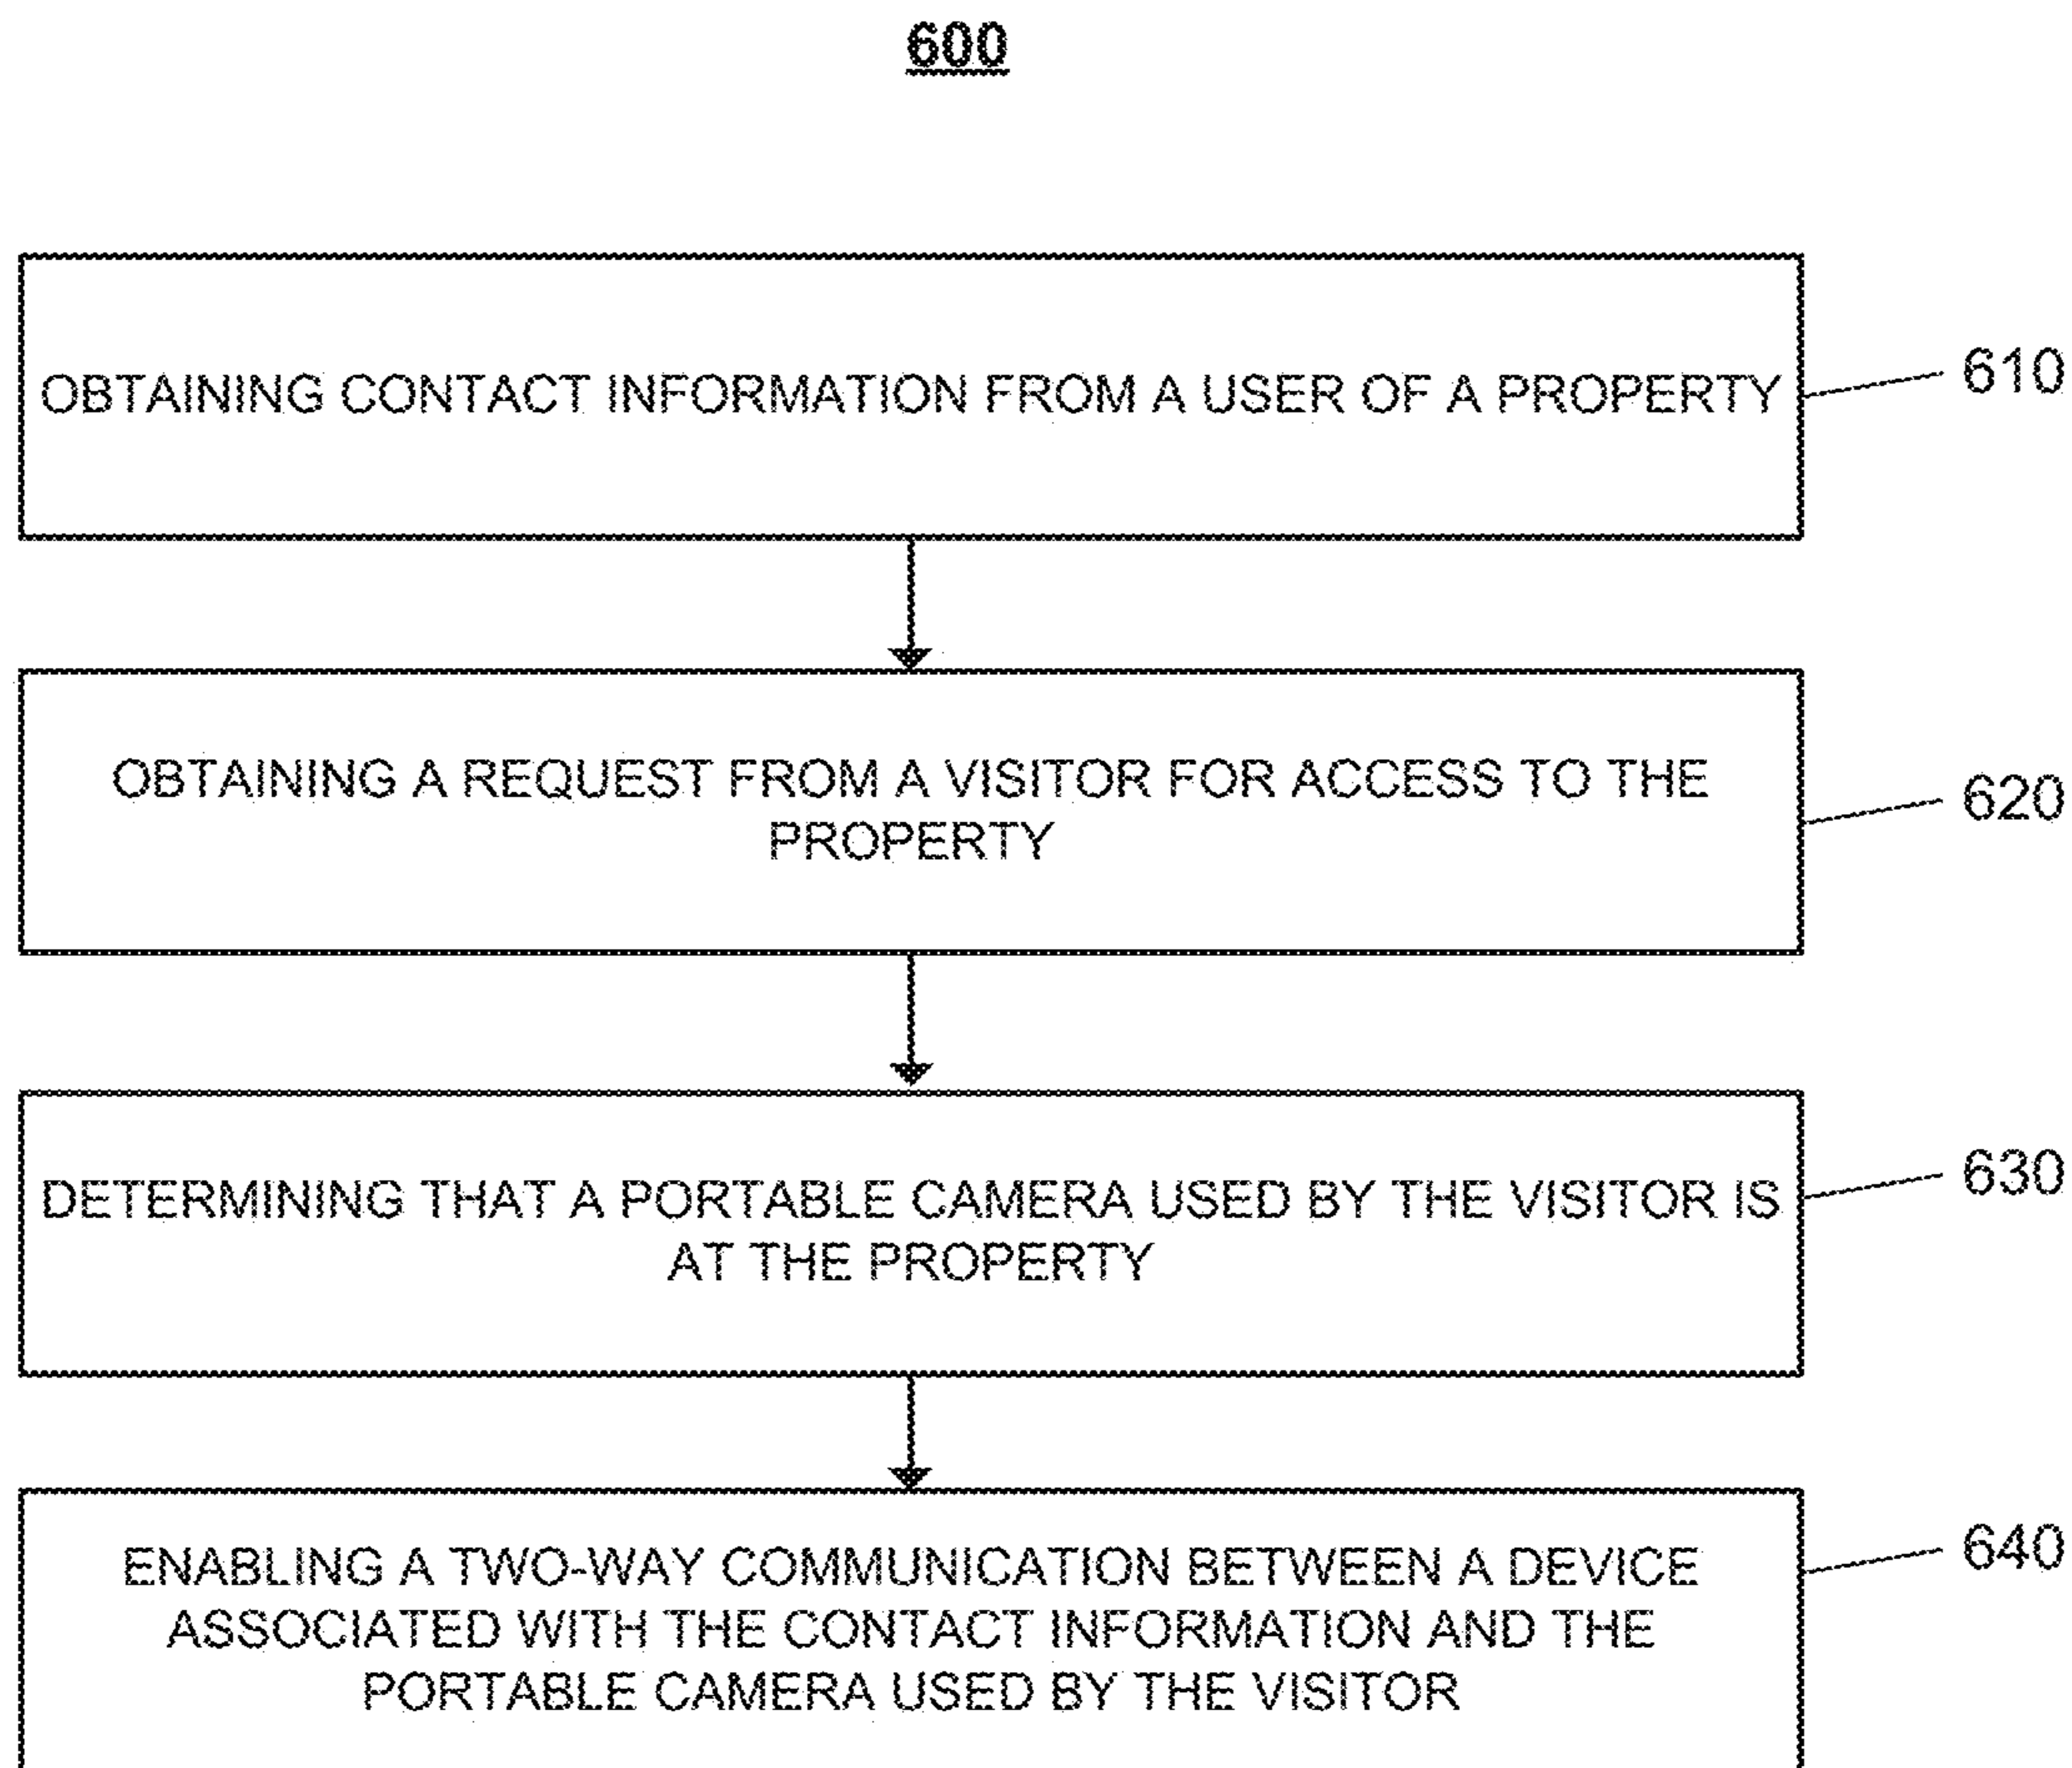 600
OBTAINING CONTACT INFORMATION FROM A USER OF A PROPERTY
610
OBTAINING A REQUEST FROM A VISITOR FOR ACCESS TO THE
PROPERTY
620
DETERMINING THAT A PORTABLE CAMERA USED BY THE VISITOR IS
AT THE PROPERTY
630
ENABLING A TWO-WAY COMMUNICATION BETWEEN A DEVICE
ASSOCIATED WITH THE CONTACT INFORMATION AND THE
PORTABLE CAMERA USED BY THE VISITOR
640